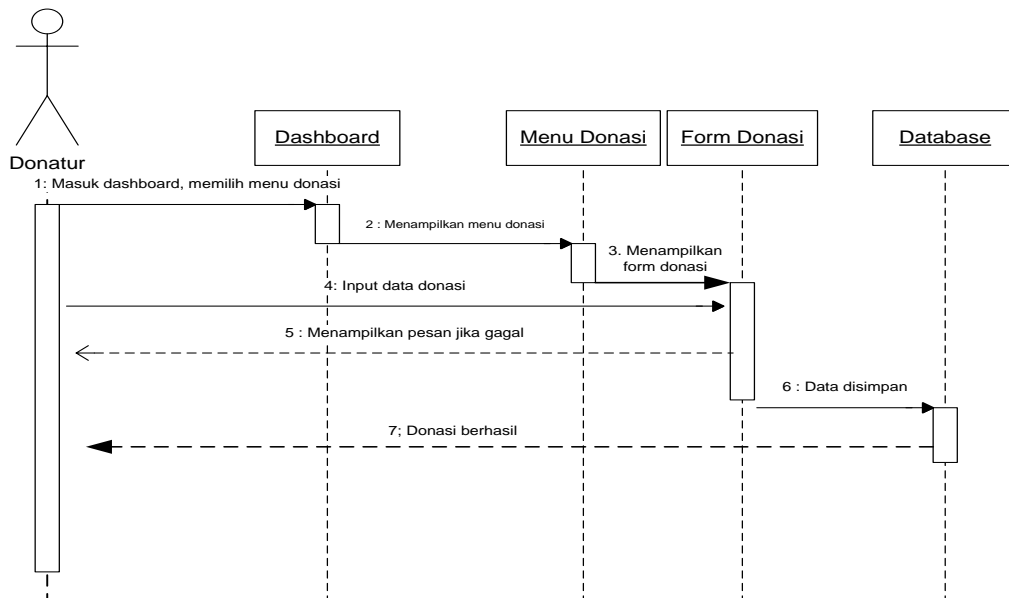 Dashboard
Menu Donasi
Form Donasi
Database
Donatur
1: Masuk dashboard, memilih menu donasi
2 : Menampilkan menu donasi
3. Menampilkan
form donasi
4: Input data donasi
5 : Menampilkan pesan jika gagal
6 : Data disimpan
7; Donasi berhasil